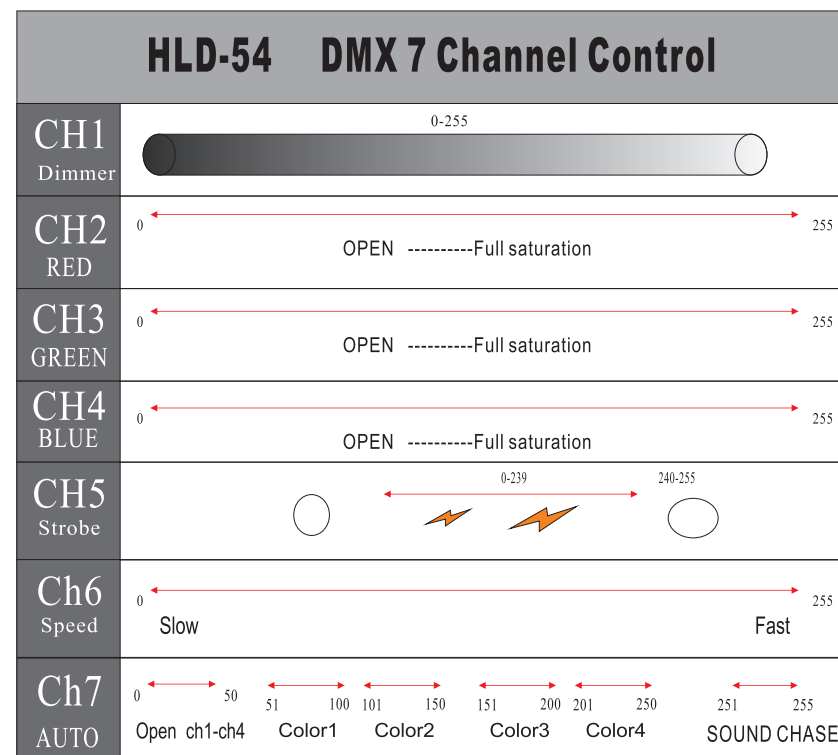 HLD-54 DMX 7 Channel Control
CH1
Dimmer
0-255
CH2
RED
0 255
OPEN ----------Full saturation
CH3
GREEN
0 255
OPEN ----------Full saturation
CH4
BLUE
0 255
OPEN ----------Full saturation
CH5
Strobe
0-239 240-255
Ch6
Speed
0 255
Slow Fast
Ch7
AUTO
0 50 51 100 101 150 151 200 201 250 251 255
Open ch1-ch4 Color1 Color2 Color3 Color4 SOUND CHASE